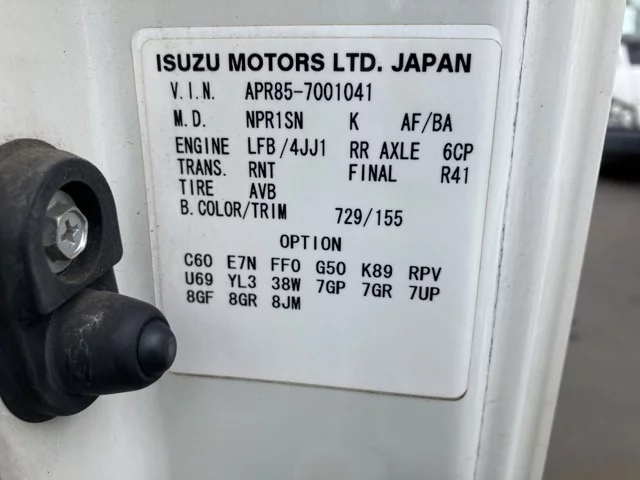 ISUZU MOTORS LTD. JAPAN
V.I.N. APR85-7001041
M.D. NPR1SN K AF/BA
ENGINE LFB/4JJ1 RR AXLE 6CP
TRANS. RNT FINAL R41
TIRE AVB
B.COLOR/TRIM 729/155
OPTION
C60 E7N FF0 G50 K89 RPV
U69 YL3 38W 7GP 7GR 7UP
8GF 8GR 8JM